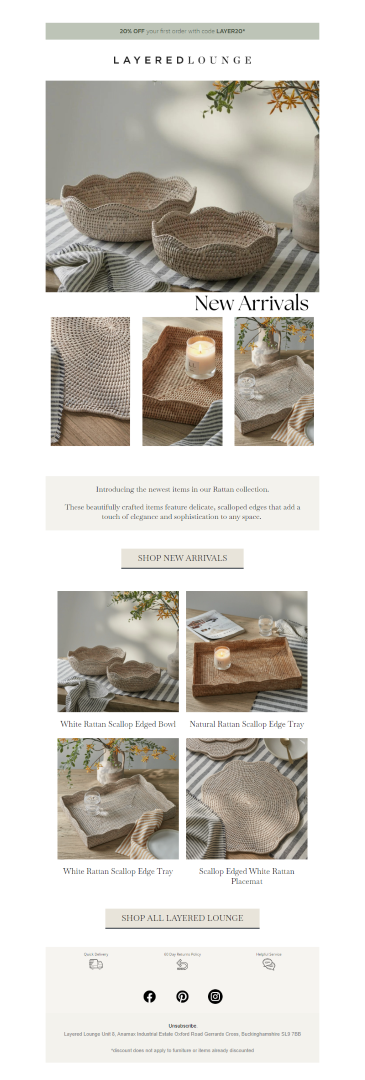 20% OFF your first order with code LAYER20*
LAYEREDLOUNGE
New Arrivals
Introducing the newest items in our Rattan collection.
These beautifully crafted items feature delicate, scalloped edges that add a
touch of elegance and sophistication to any space.
SHOP NEW ARRIVALS
White Rattan Scallop Edged Bowl
Natural Rattan Scallop Edge Tray
White Rattan Scallop Edge Tray
Scallop Edged White Rattan
Placemat
SHOP ALL LAYERED LOUNGE
Quick Delivery
Day Returns Policy
Helpful Service
Unsubscribe
Layered Lounge Unit 8, Anamax Industrial Estate Oxford Road Gerrards Cross, Buckinghamshire SL9 7BB
*discount does not apply to furniture or items already discounted